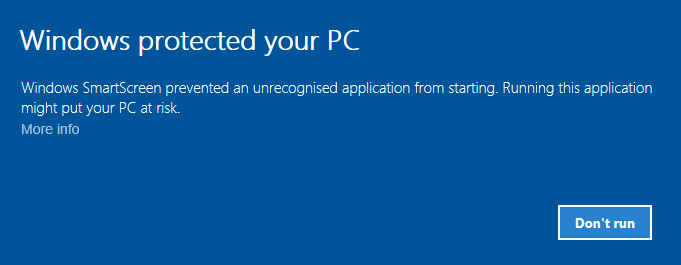 Windows protected your PC
Windows SmartScreen prevented an unrecognised application from starting. Running this application
might put your PC at risk.
More info
Don't run